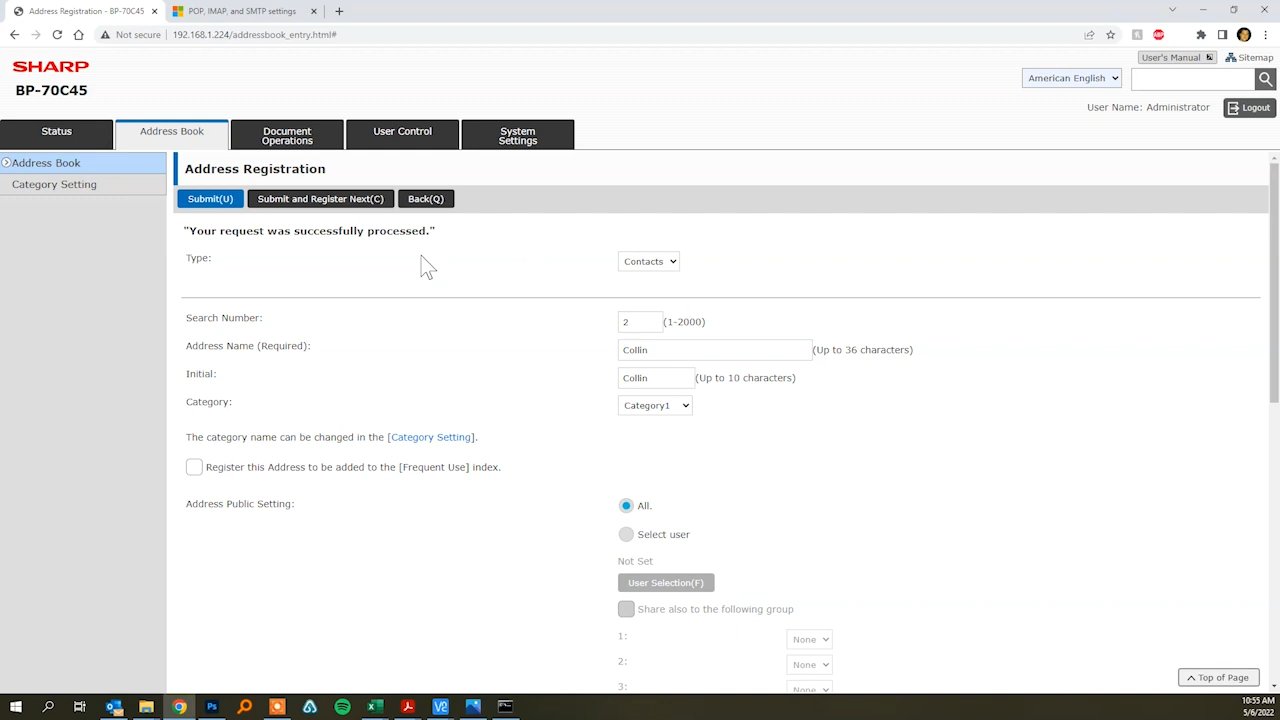 Address Registration - BP-70C45
POP, IMAP, and SMTP settings
Not secure
192.168.1.224/addressbook_entry.html#
SHARP
BP-70C45
User's Manual
Sitemap
American English
User Name: Administrator
Logout
Status
Address Book
Document Operations
User Control
System Settings
Address Book
Category Setting
Address Registration
Submit(U)
Submit and Register Next(C)
Back(Q)
"Your request was successfully processed."
Type:
Contacts
Search Number:
2
(1-2000)
Address Name (Required):
Collin
(Up to 36 characters)
Initial:
Collin
(Up to 10 characters)
Category:
Category1
The category name can be changed in the [Category Setting].
Register this Address to be added to the [Frequent Use] index.
Address Public Setting:
All.
Select user
Not Set
User Selection(F)
Share also to the following group
1:
None
2:
None
3:
None
Top of Page
10:55 AM
5/6/2022